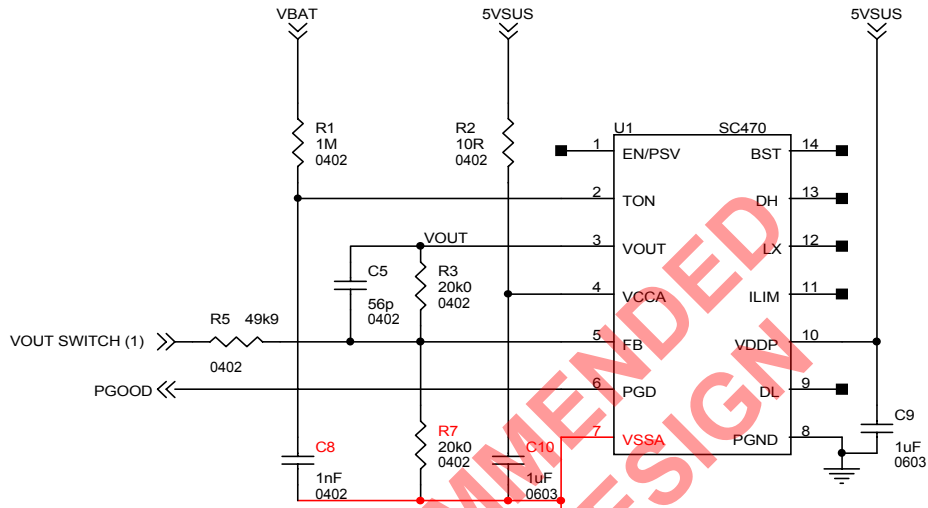 VBAT
5VSUS
5VSUS
R1
1M
0402
R2
10R
0402
U1
SC470
1
EN/PSV
BST
14
2
TON
DH
13
VOUT
3
VOUT
LX
12
C5
56p
0402
R3
20k0
0402
4
VCCA
ILIM
11
VOUT SWITCH (1)
R5
49k9
0402
5
FB
VDDP
10
PGOOD
6
PGD
DL
9
7
VSSA
PGND
8
C9
1uF
0603
C8
1nF
0402
R7
20k0
0402
C10
1uF
0603
MMENDED
ESIGN